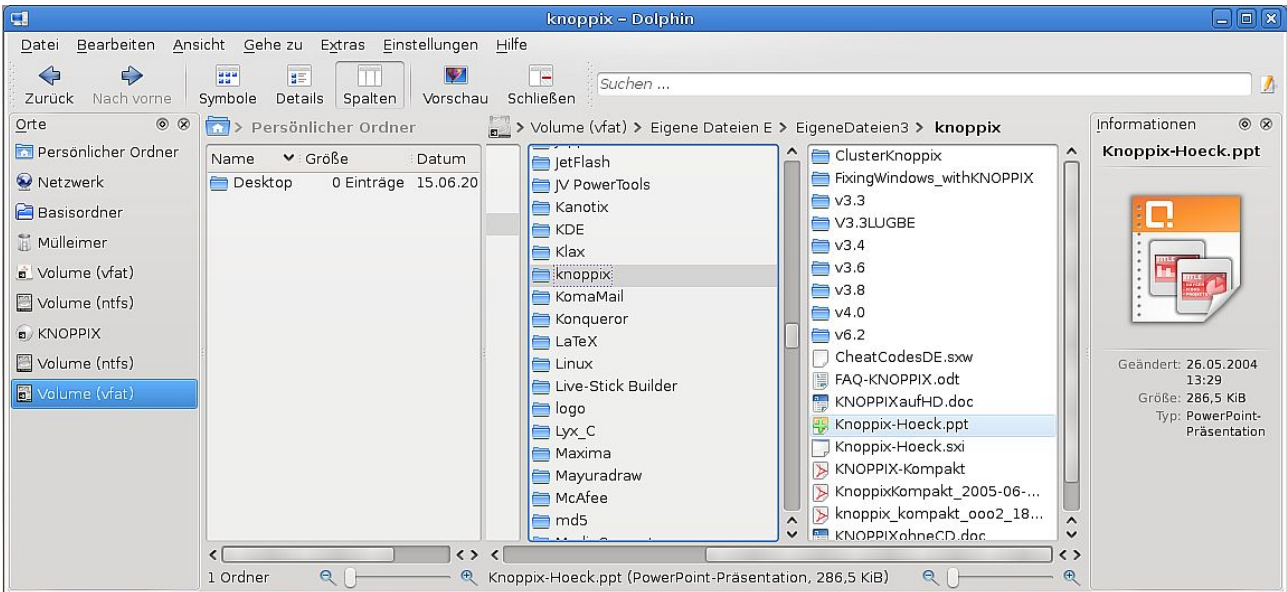 knoppix – Dolphin
Datei Bearbeiten Ansicht Gehe zu Extras Einstellungen Hilfe
Zurück Nach vorne Symbole Details Spalten Vorschau Schließen Suchen ...
Orte
Persönlicher Ordner
Netzwerk
Basisordner
Mülleimer
Volume (vfat)
Volume (ntfs)
KNOPPIX
Volume (ntfs)
Volume (vfat)
> Persönlicher Ordner
Name Größe Datum
Desktop 0 Einträge 15.06.20
1 Ordner
> Volume (vfat) > Eigene Dateien E > EigeneDateien3 > knoppix
JetFlash
JV PowerTools
Kanotix
KDE
Klax
knoppix
KomaMail
Konqueror
LaTeX
Linux
Live-Stick Builder
logo
Lyx_C
Maxima
Mayuradraw
McAfee
md5
ClusterKnoppix
FixingWindows_withKNOPPIX
v3.3
V3.3LUGBE
v3.4
v3.6
v3.8
v4.0
v6.2
CheatCodesDE.sxw
FAQ-KNOPPIX.odt
KNOPPIXaufHD.doc
Knoppix-Hoeck.ppt
Knoppix-Hoeck.sxi
KNOPPIX-Kompakt
KnoppixKompakt_2005-06-...
knoppix_kompakt_ooo2_18...
KNOPPIXohneCD.doc
Knoppix-Hoeck.ppt (PowerPoint-Präsentation, 286,5 KiB)
Informationen
Knoppix-Hoeck.ppt
TITLE
TITLE
Geändert: 26.05.2004
13:29
Größe: 286,5 KiB
Typ: PowerPoint-
Präsentation